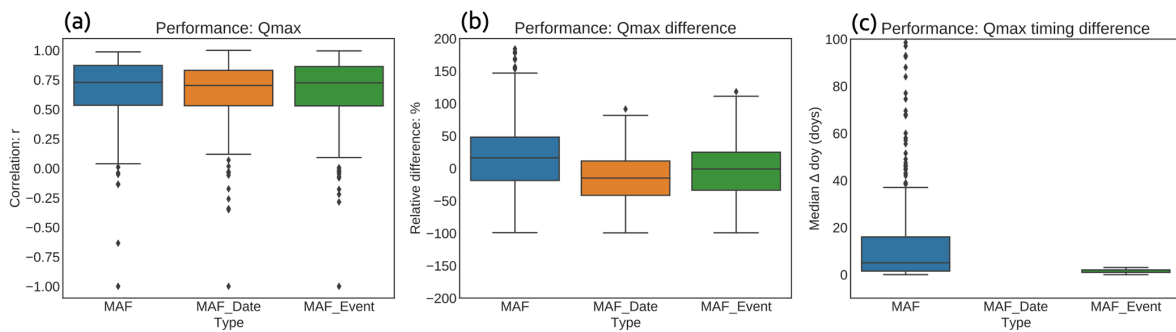 (a)
Performance: Qmax
Correlation: r
1.00
0.75
0.50
0.25
0.00
−0.25
−0.50
−0.75
−1.00
MAF
MAF_Date
MAF_Event
Type
(b)
Performance: Qmax difference
Relative difference: %
200
150
100
50
0
−50
−100
−150
−200
MAF
MAF_Date
MAF_Event
Type
(c)
Performance: Qmax timing difference
Median Δ doy (doys)
100
80
60
40
20
0
MAF
MAF_Date
MAF_Event
Type